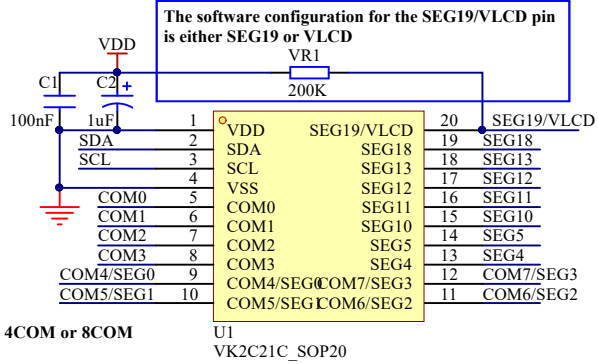 The software configuration for the SEG19/VLCD pin
is either SEG19 or VLCD
VDD
VR1
200K
C1
C2
+
100nF
1uF
1 VDD SEG19/VLCD 20 SEG19/VLCD
SDA 2 SDA SEG18 19 SEG18
SCL 3 SCL SEG13 18 SEG13
4 VSS SEG12 17 SEG12
COM0 5 COM0 SEG11 16 SEG11
COM1 6 COM1 SEG10 15 SEG10
COM2 7 COM2 SEG5 14 SEG5
COM3 8 COM3 SEG4 13 SEG4
COM4/SEG0 9 COM4/SEG0 COM7/SEG3 12 COM7/SEG3
COM5/SEG1 10 COM5/SEG1 COM6/SEG2 11 COM6/SEG2
4COM or 8COM
U1
VK2C21C_SOP20